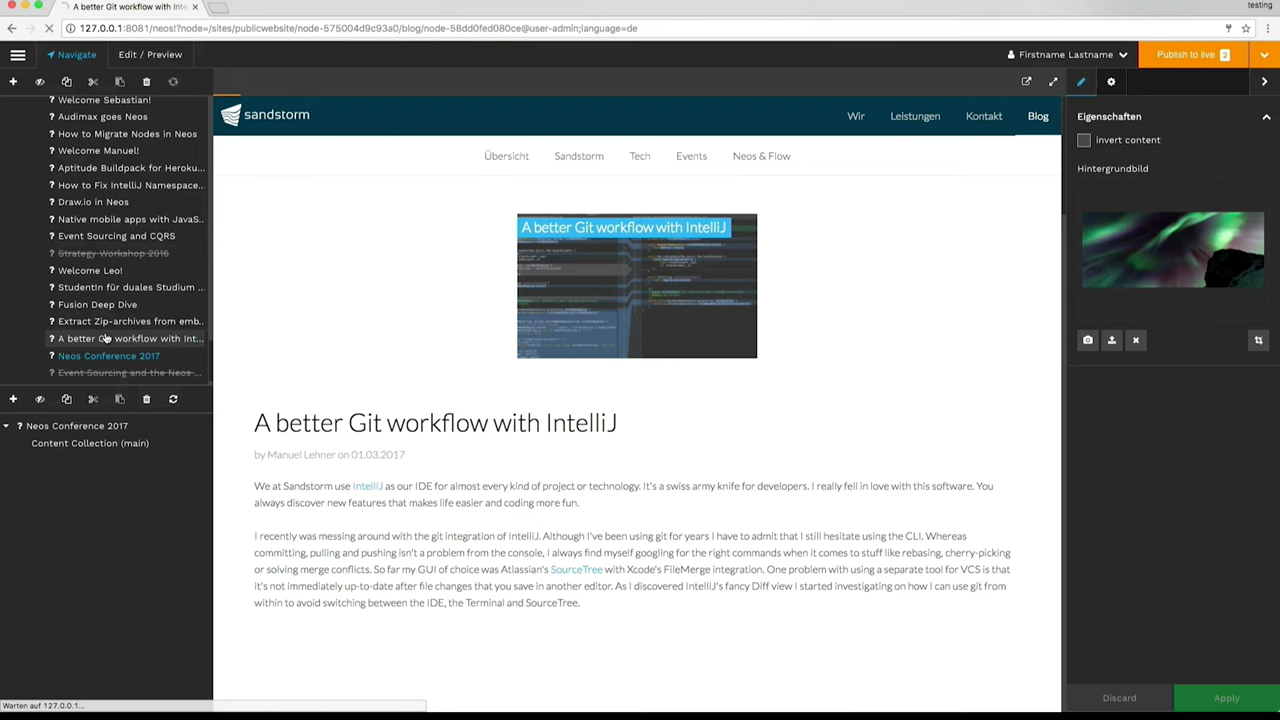 A better Git workflow with Inte
testing
127.0.0.1:8081/neos!?node=/sites/publicwebsite/node-575004d9c93a0/blog/node-58dd0fed080ce@user-admin;language=de
Navigate
Edit / Preview
Firstname Lastname
Publish to live 2
Welcome Sebastian!
Audimax goes Neos
How to Migrate Nodes in Neos
Welcome Manuel!
Aptitude Buildpack for Heroku...
How to Fix IntelliJ Namespace...
Draw.io in Neos
Native mobile apps with JavaS...
Event Sourcing and CQRS
Strategy Workshop 2016
Welcome Leo!
StudentIn für duales Studium ...
Fusion Deep Dive
Extract Zip-archives from emb...
A better Git workflow with Int...
Neos Conference 2017
Event Sourcing and the Neos ...
Neos Conference 2017
Content Collection (main)
sandstorm
Wir
Leistungen
Kontakt
Blog
Übersicht
Sandstorm
Tech
Events
Neos & Flow
A better Git workflow with IntelliJ
A better Git workflow with IntelliJ
by Manuel Lehner on 01.03.2017
We at Sandstorm use IntelliJ as our IDE for almost every kind of project or technology. It's a swiss army knife for developers. I really fell in love with this software. You
always discover new features that makes life easier and coding more fun.
I recently was messing around with the git integration of IntelliJ. Although I've been using git for years I have to admit that I still hesitate using the CLI. Whereas
committing, pulling and pushing isn't a problem from the console, I always find myself googling for the right commands when it comes to stuff like rebasing, cherry-picking
or solving merge conflicts. So far my GUI of choice was Atlassian's SourceTree with Xcode's FileMerge integration. One problem with using a separate tool for VCS is that
it's not immediately up-to-date after file changes that you save in another editor. As I discovered IntelliJ's fancy Diff view I started investigating on how I can use git from
within to avoid switching between the IDE, the Terminal and SourceTree.
Eigenschaften
invert content
Hintergrundbild
Discard
Apply
Warten auf 127.0.0.1...